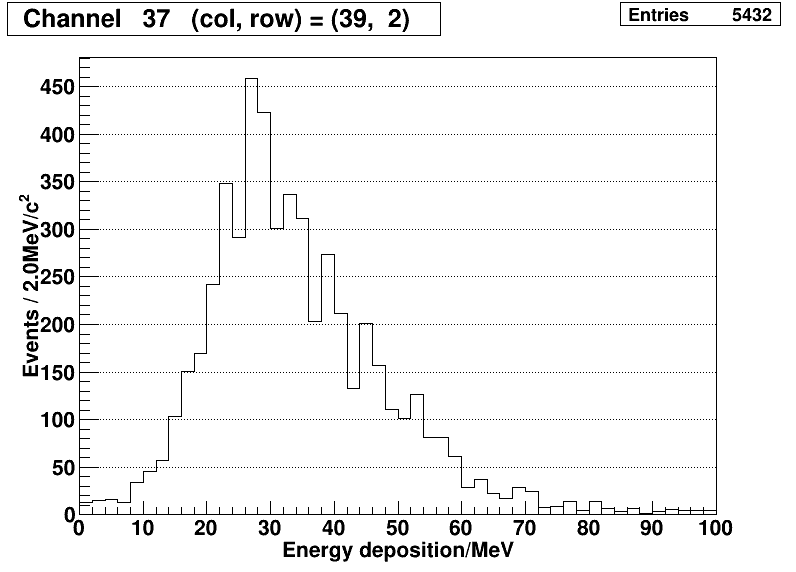 Channel 37 (col, row) = (39, 2)
Entries 5432
Events / 2.0MeV/c²
450
400
350
300
250
200
150
100
50
0
0 10 20 30 40 50 60 70 80 90 100
Energy deposition/MeV